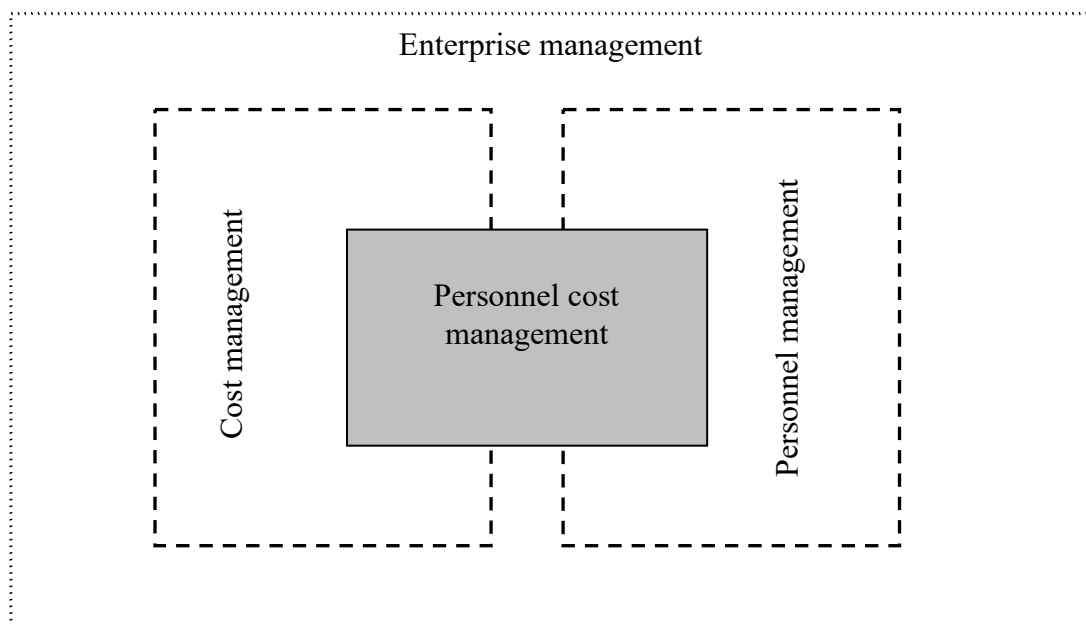 Enterprise management
Cost management
Personnel cost
management
Personnel management